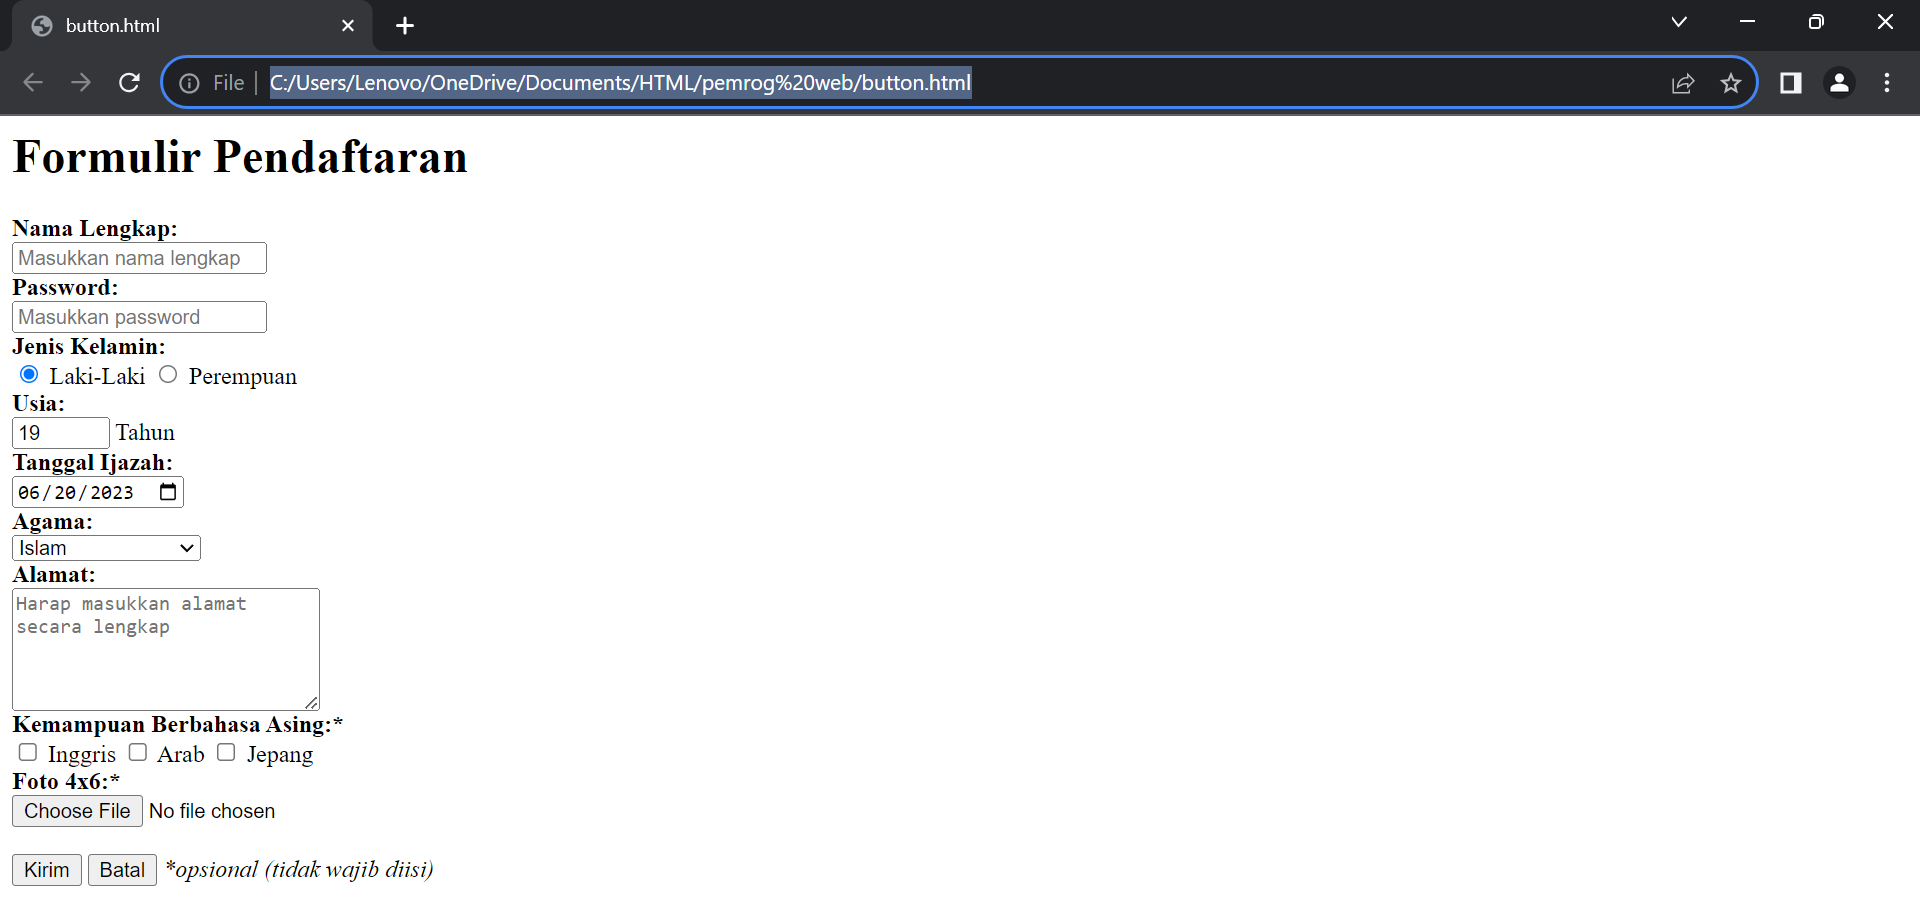 button.html
File
C:/Users/Lenovo/OneDrive/Documents/HTML/pemrog%20web/button.html
Formulir Pendaftaran
Nama Lengkap:
Masukkan nama lengkap
Password:
Masukkan password
Jenis Kelamin:
Laki-Laki Perempuan
Usia:
19 Tahun
Tanggal Ijazah:
06/20/2023
Agama:
Islam
Alamat:
Harap masukkan alamat
secara lengkap
Kemampuan Berbahasa Asing:*
Inggris Arab Jepang
Foto 4x6:*
Choose File No file chosen
Kirim Batal *opsional (tidak wajib diisi)